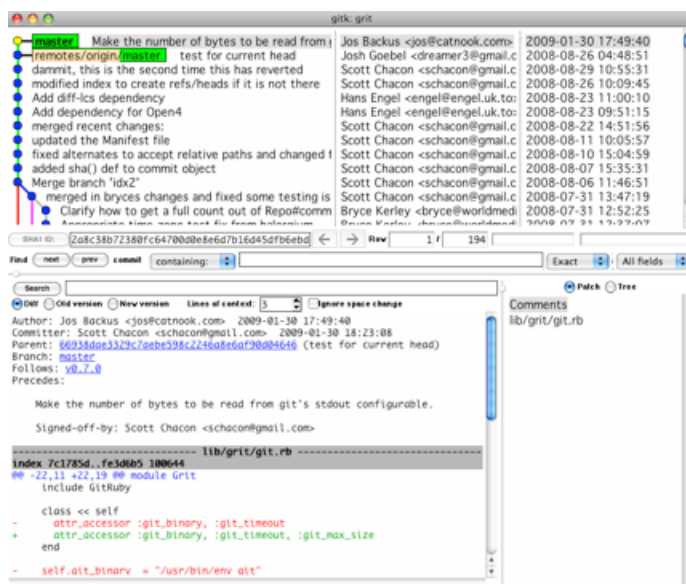 gitk: grit
master Make the number of bytes to be read from g Jos Backus <jos@catnook.com> 2009-01-30 17:49:40
remotes/origin/master test for current head Josh Goebel <dreamer3@gmail.c 2008-08-26 04:48:51
dammit, this is the second time this has reverted Scott Chacon <schacon@gmail.c 2008-08-29 10:55:31
modified index to create refs/heads if it is not there Scott Chacon <schacon@gmail.c 2008-08-26 10:09:45
Add diff-lcs dependency Hans Engel <engel@engel.uk.to> 2008-08-23 11:00:10
Add dependency for Open4 Hans Engel <engel@engel.uk.to> 2008-08-23 09:51:15
merged recent changes: Scott Chacon <schacon@gmail.c 2008-08-22 14:51:56
updated the Manifest file Scott Chacon <schacon@gmail.c 2008-08-11 10:05:57
fixed alternates to accept relative paths and changed t Scott Chacon <schacon@gmail.c 2008-08-10 15:04:59
added sha() def to commit object Scott Chacon <schacon@gmail.c 2008-08-07 15:35:31
Merge branch "idx2" Scott Chacon <schacon@gmail.c 2008-08-06 11:46:51
merged in bryces changes and fixed some testing is Scott Chacon <schacon@gmail.c 2008-07-31 13:47:19
Clarify how to get a full count out of Repo#comm Bryce Kerley <bryce@worldmedi 2008-07-31 12:52:25
SHA1 ID: 2a8c38b72380fc64700d0e8e6d7b16d45dfb6ebd Row 1 / 194
Find next prev commit containing: Exact All fields
Search
Diff Old version New version Lines of context: 3 Ignore space change
Patch Tree
Comments
lib/grit/git.rb
Author: Jos Backus <jos@catnook.com> 2009-01-30 17:49:40
Committer: Scott Chacon <schacon@gmail.com> 2009-01-30 18:23:08
Parent: 66938dae3329c7aebe598c2246a8e6af90d04646 (test for current head)
Branch: master
Follows: v0.7.0
Precedes:
Make the number of bytes to be read from git's stdout configurable.
Signed-off-by: Scott Chacon <schacon@gmail.com>
lib/grit/git.rb
index 7c1785d..fe3d6b5 100644
@@ -22,11 +22,19 @@ module Grit
include GitRuby
class << self
- attr_accessor :git_binary, :git_timeout
+ attr_accessor :git_binary, :git_timeout, :git_max_size
end
- self.git_binary = "/usr/bin/env git"